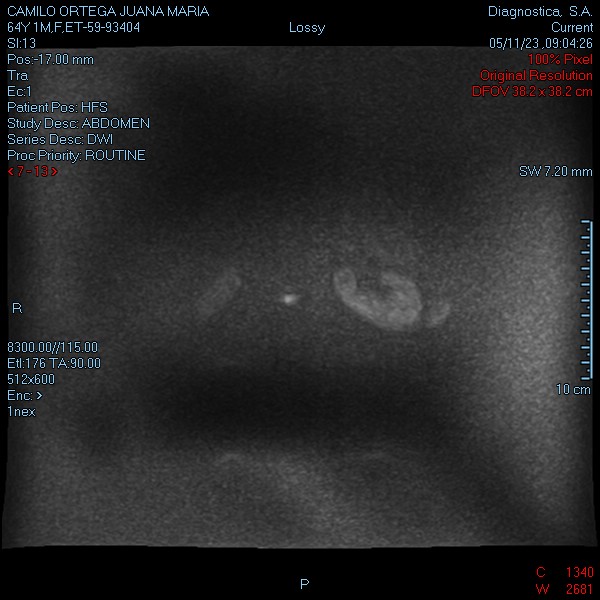 CAMILO ORTEGA JUANA MARIA
64Y 1M,F,ET-59-93404
SI:13
Pos:-17.00 mm
Tra
Ec:1
Patient Pos: HFS
Study Desc: ABDOMEN
Series Desc: DWI
Proc Priority: ROUTINE
< 7 - 13 >
Lossy
Diagnostica, S.A.
Current
05/11/23 ,09:04:26
100% Pixel
Original Resolution
DFOV 38.2 x 38.2 cm
SW 7.20 mm
R
8300.00//115.00
Etl:176 TA:90.00
512x600
Enc: >
1nex
10 cm
P
C 1340
W 2681